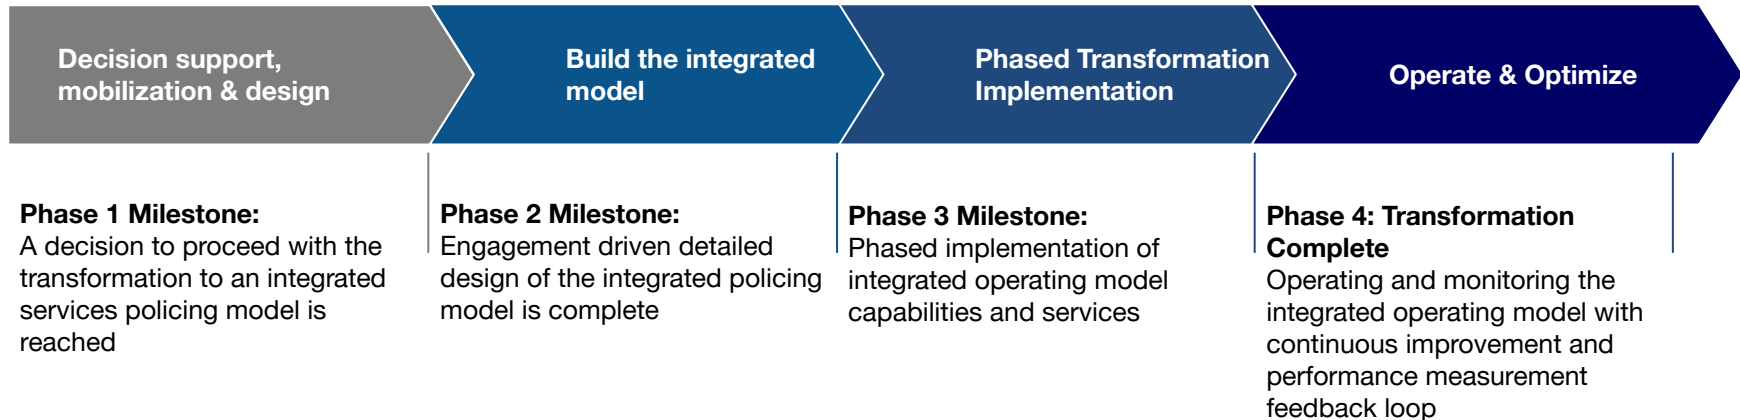 Decision support,
mobilization & design
Build the integrated
model
Phased Transformation
Implementation
Operate & Optimize
Phase 1 Milestone:
A decision to proceed with the
transformation to an integrated
services policing model is
reached
Phase 2 Milestone:
Engagement driven detailed
design of the integrated policing
model is complete
Phase 3 Milestone:
Phased implementation of
integrated operating model
capabilities and services
Phase 4: Transformation
Complete
Operating and monitoring the
integrated operating model with
continuous improvement and
performance measurement
feedback loop